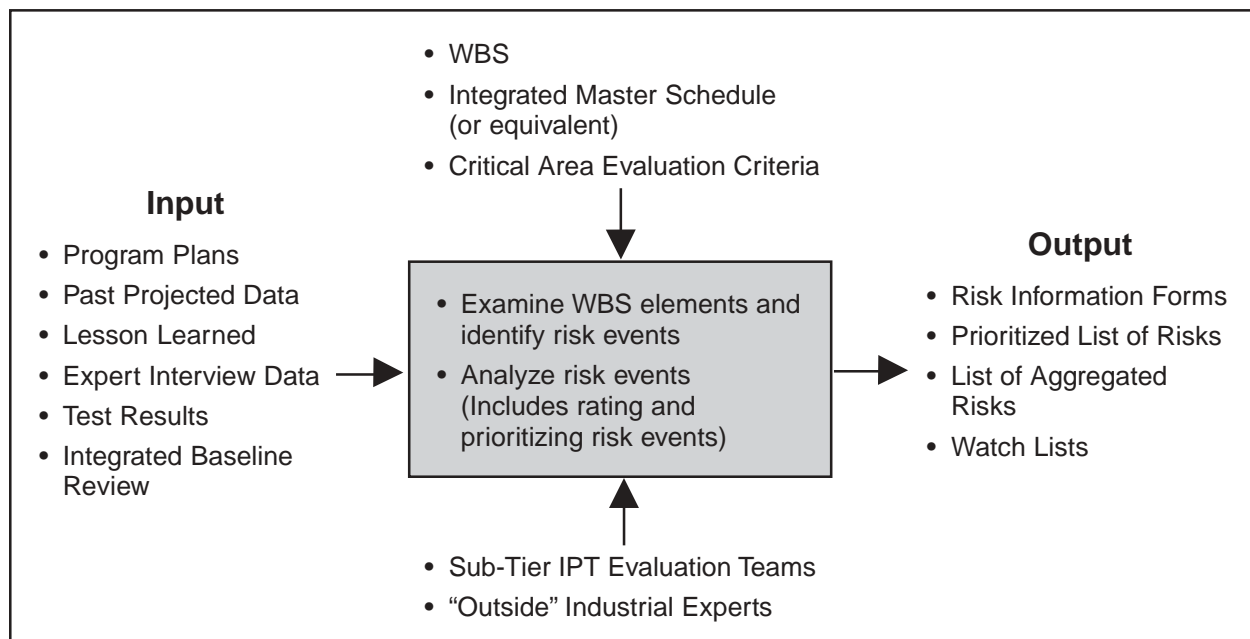 • WBS
• Integrated Master Schedule
(or equivalent)
• Critical Area Evaluation Criteria
Input
• Program Plans
• Past Projected Data
• Lesson Learned
• Expert Interview Data
• Test Results
• Integrated Baseline
Review
• Examine WBS elements and
identify risk events
• Analyze risk events
(Includes rating and
prioritizing risk events)
Output
• Risk Information Forms
• Prioritized List of Risks
• List of Aggregated
Risks
• Watch Lists
• Sub-Tier IPT Evaluation Teams
• “Outside” Industrial Experts